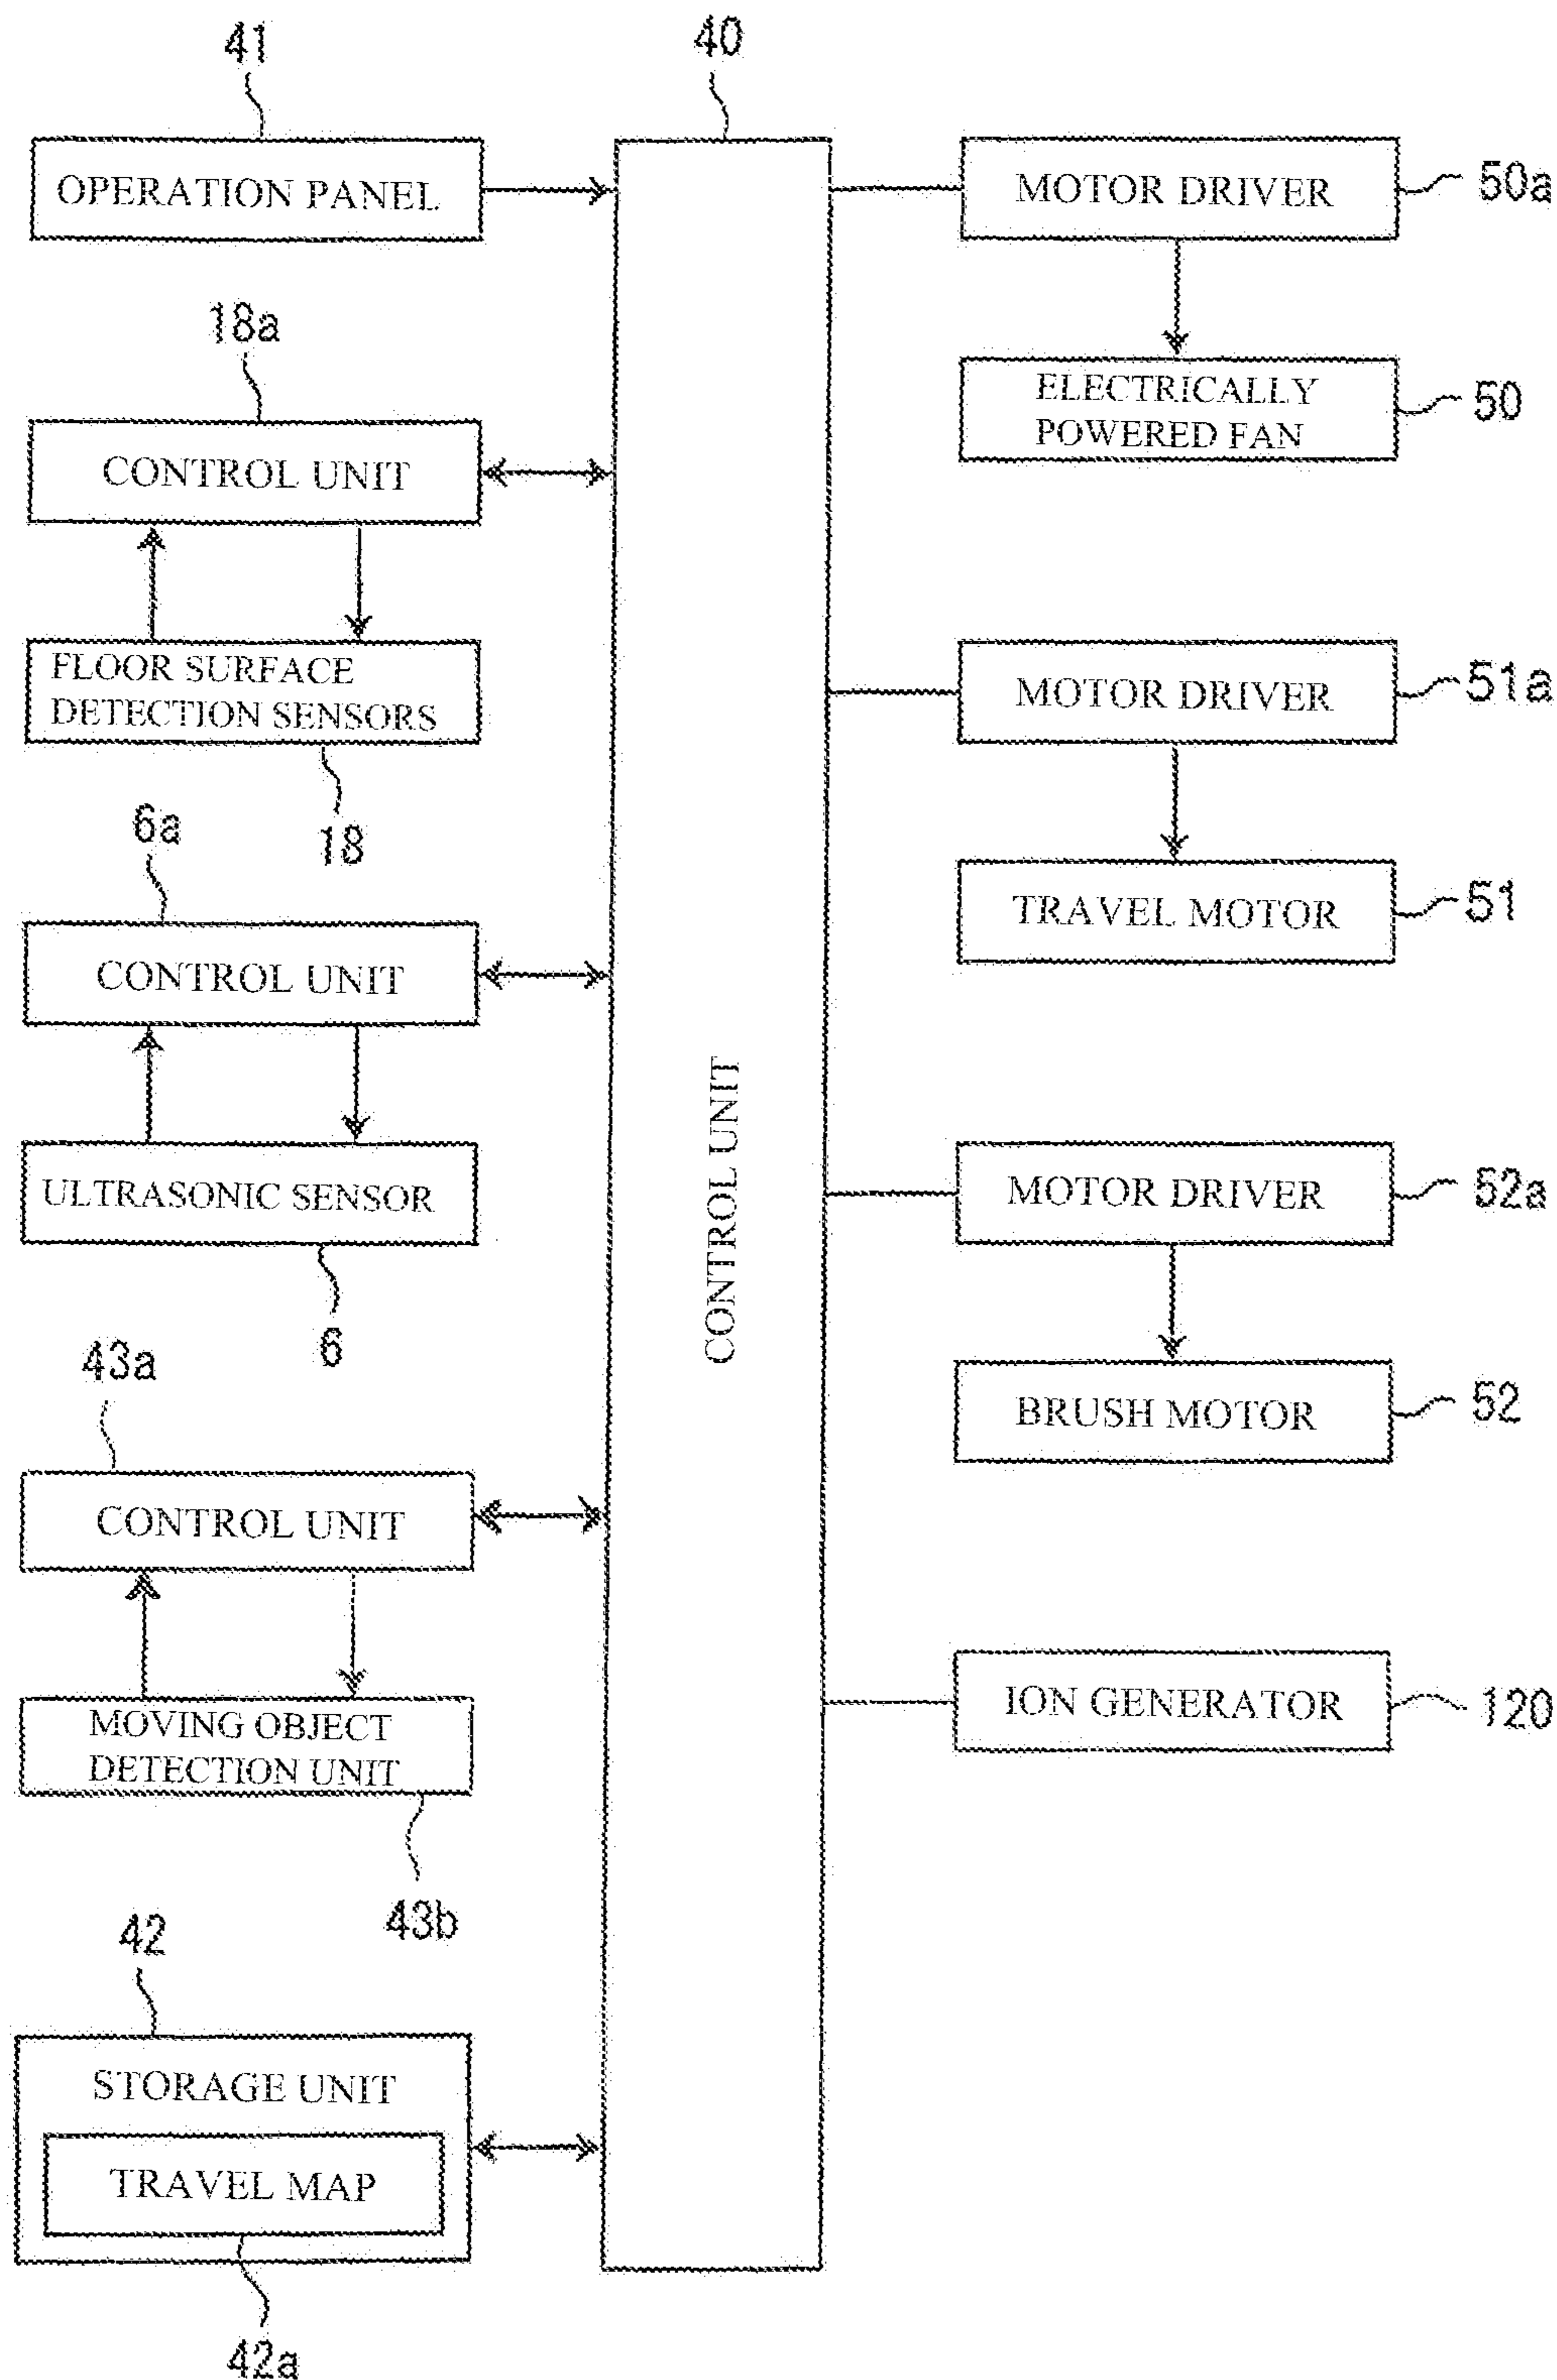 41
40
OPERATION PANEL
MOTOR DRIVER
50a
18a
ELECTRICALLY
POWERED FAN
50
CONTROL UNIT
FLOOR SURFACE
DETECTION SENSORS
MOTOR DRIVER
51a
18
6a
TRAVEL MOTOR
51
CONTROL UNIT
CONTROL UNIT
ULTRASONIC SENSOR
MOTOR DRIVER
52a
6
43a
BRUSH MOTOR
52
CONTROL UNIT
MOVING OBJECT
DETECTION UNIT
ION GENERATOR
120
43b
42
STORAGE UNIT
TRAVEL MAP
42a